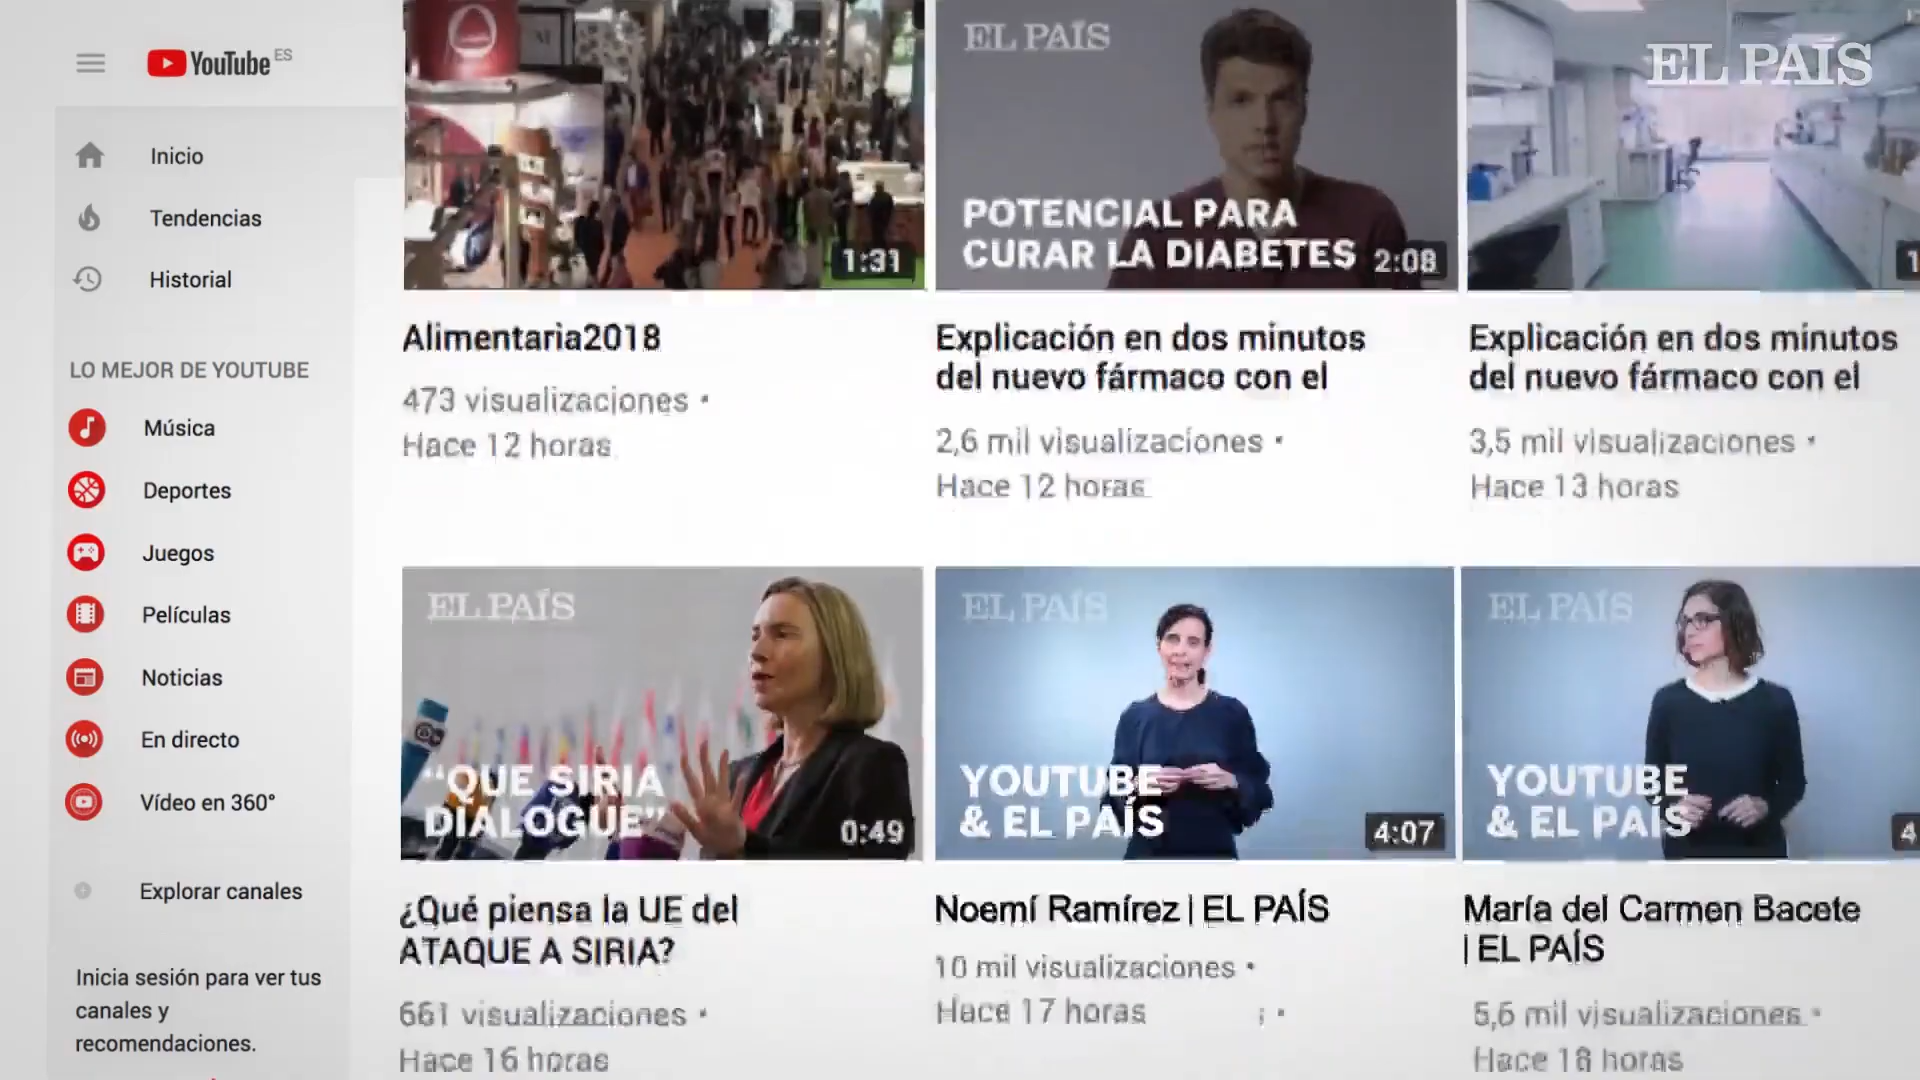 YouTube ES
Inicio
Tendencias
Historial
LO MEJOR DE YOUTUBE
Música
Deportes
Juegos
Películas
Noticias
En directo
Vídeo en 360°
Explorar canales
Inicia sesión para ver tus
canales y
recomendaciones.
1:31
Alimentaria2018
473 visualizaciones •
Hace 12 horas
EL PAÍS
POTENCIAL PARA
CURAR LA DIABETES
2:08
Explicación en dos minutos
del nuevo fármaco con el
2,6 mil visualizaciones •
Hace 12 horas
EL PAÍS
Explicación en dos minutos
del nuevo fármaco con el
3,5 mil visualizaciones •
Hace 13 horas
EL PAÍS
“QUE SIRIA
DIALOGUE”
0:49
¿Qué piensa la UE del
ATAQUE A SIRIA?
661 visualizaciones •
Hace 16 horas
EL PAÍS
YOUTUBE
& EL PAÍS
4:07
Noemí Ramírez | EL PAÍS
10 mil visualizaciones •
Hace 17 horas
EL PAÍS
YOUTUBE
& EL PAÍS
4
María del Carmen Bacete
| EL PAÍS
5,6 mil visualizaciones •
Hace 18 horas